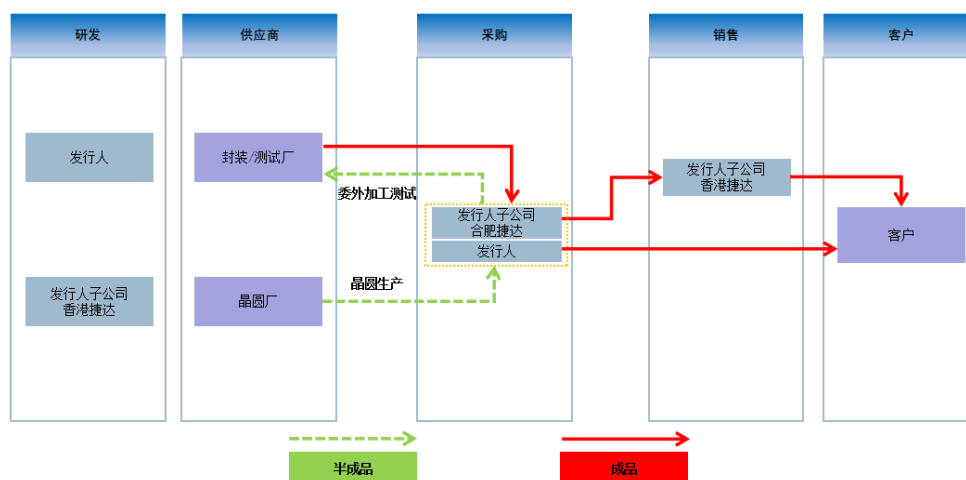 研发
供应商
采购
销售
客户
发行人
封装/测试厂
发行人子公司
香港捷达
委外加工测试
发行人子公司
合肥捷达
发行人
客户
发行人子公司
香港捷达
晶圆厂
晶圆生产
半成品
成品